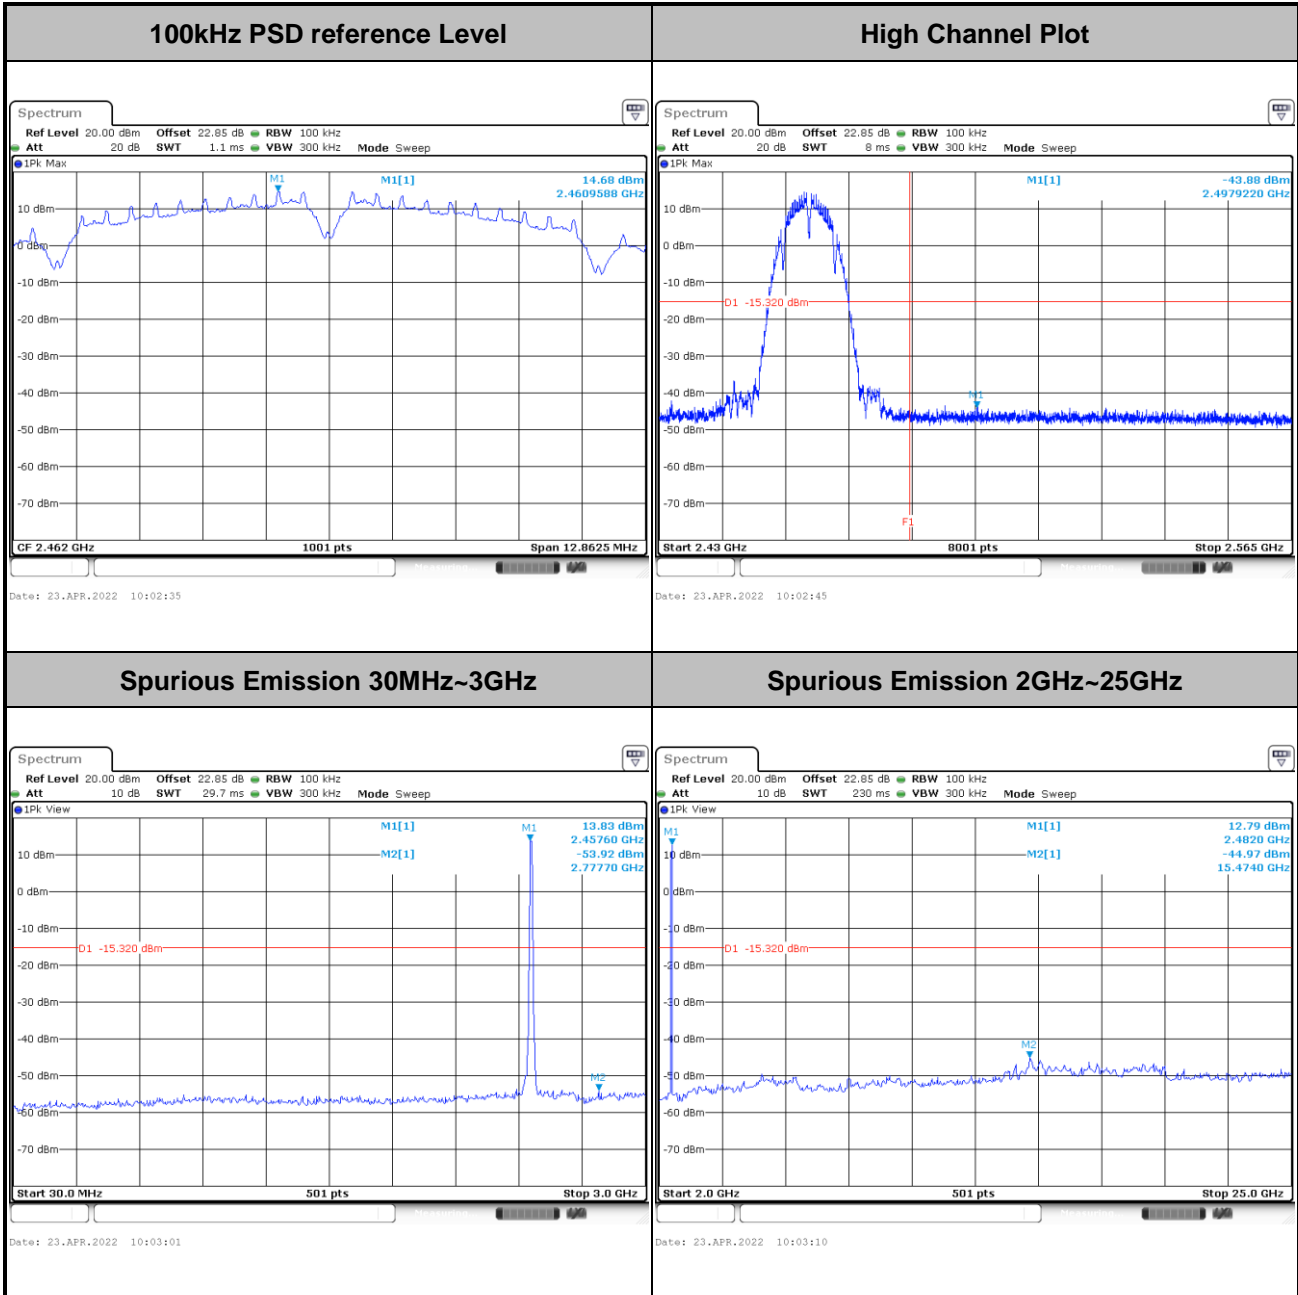 100kHz PSD reference Level
High Channel Plot
Spectrum
Ref Level 20.00 dBm Offset 22.85 dB RBW 100 kHz
Att 20 dB SWT 1.1 ms VBW 300 kHz Mode Sweep
1Pk Max
M1
M1[1] 14.68 dBm
2.4609588 GHz
10 dBm
0 dBm
-10 dBm
-20 dBm
-30 dBm
-40 dBm
-50 dBm
-60 dBm
-70 dBm
CF 2.462 GHz 1001 pts Span 12.8625 MHz
Measuring...
Date: 23.APR.2022 10:02:35
Spectrum
Ref Level 20.00 dBm Offset 22.85 dB RBW 100 kHz
Att 20 dB SWT 8 ms VBW 300 kHz Mode Sweep
1Pk Max
M1[1] -43.88 dBm
2.4979220 GHz
10 dBm
0 dBm
-10 dBm
D1 -15.320 dBm
-20 dBm
-30 dBm
-40 dBm
M1
-50 dBm
-60 dBm
-70 dBm
F1
Start 2.43 GHz 8001 pts Stop 2.565 GHz
Measuring...
Date: 23.APR.2022 10:02:45
Spurious Emission 30MHz~3GHz
Spurious Emission 2GHz~25GHz
Spectrum
Ref Level 20.00 dBm Offset 22.85 dB RBW 100 kHz
Att 10 dB SWT 29.7 ms VBW 300 kHz Mode Sweep
1Pk View
M1[1] M1 13.83 dBm
2.45760 GHz
10 dBm M2[1] -53.92 dBm
2.77770 GHz
0 dBm
-10 dBm
D1 -15.320 dBm
-20 dBm
-30 dBm
-40 dBm
-50 dBm
M2
-60 dBm
-70 dBm
Start 30.0 MHz 501 pts Stop 3.0 GHz
Measuring...
Date: 23.APR.2022 10:03:01
Spectrum
Ref Level 20.00 dBm Offset 22.85 dB RBW 100 kHz
Att 10 dB SWT 230 ms VBW 300 kHz Mode Sweep
1Pk View
M1 M1[1] 12.79 dBm
2.4820 GHz
10 dBm M2[1] -44.97 dBm
15.4740 GHz
0 dBm
-10 dBm
D1 -15.320 dBm
-20 dBm
-30 dBm
-40 dBm
M2
-50 dBm
-60 dBm
-70 dBm
Start 2.0 GHz 501 pts Stop 25.0 GHz
Measuring...
Date: 23.APR.2022 10:03:10